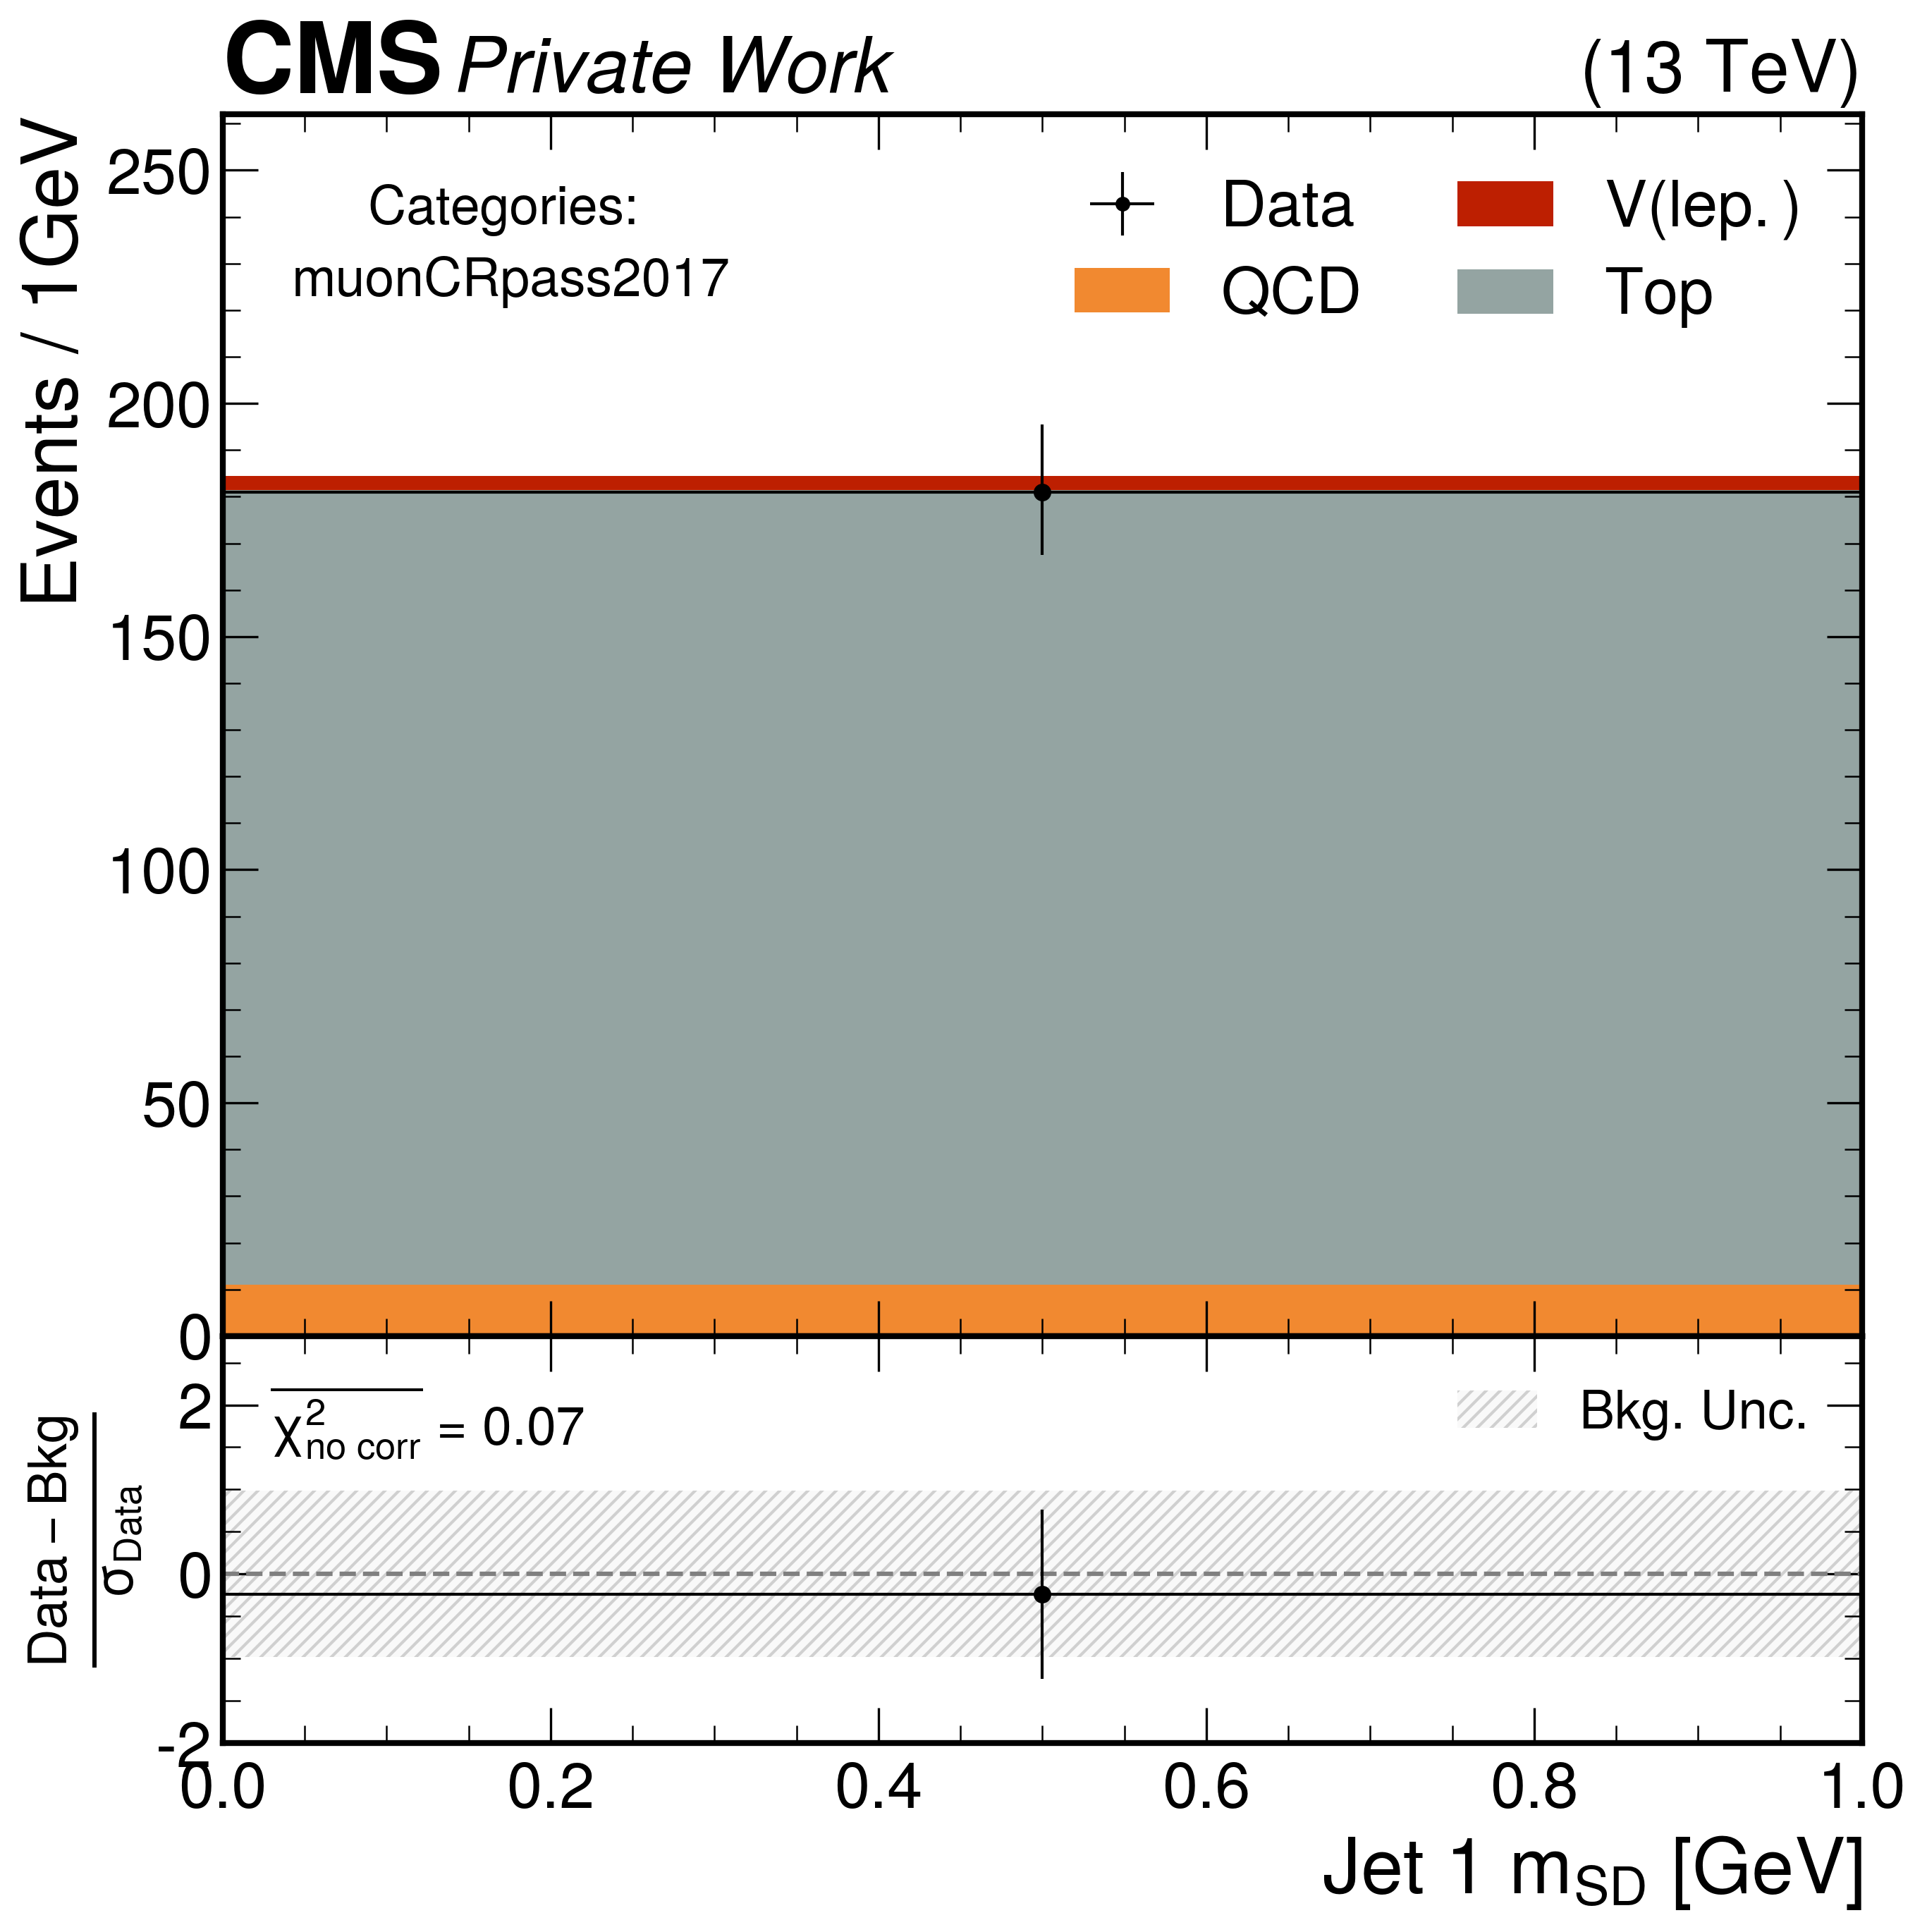 CMS Private Work (13 TeV)
Events / 1 GeV
250
200
150
100
50
0
Categories:
muonCRpass2017
Data
V(lep.)
QCD
Top
Data − Bkg
σData
2
0
-2
χ²no corr = 0.07
Bkg. Unc.
0.0 0.2 0.4 0.6 0.8 1.0
Jet 1 mSD [GeV]